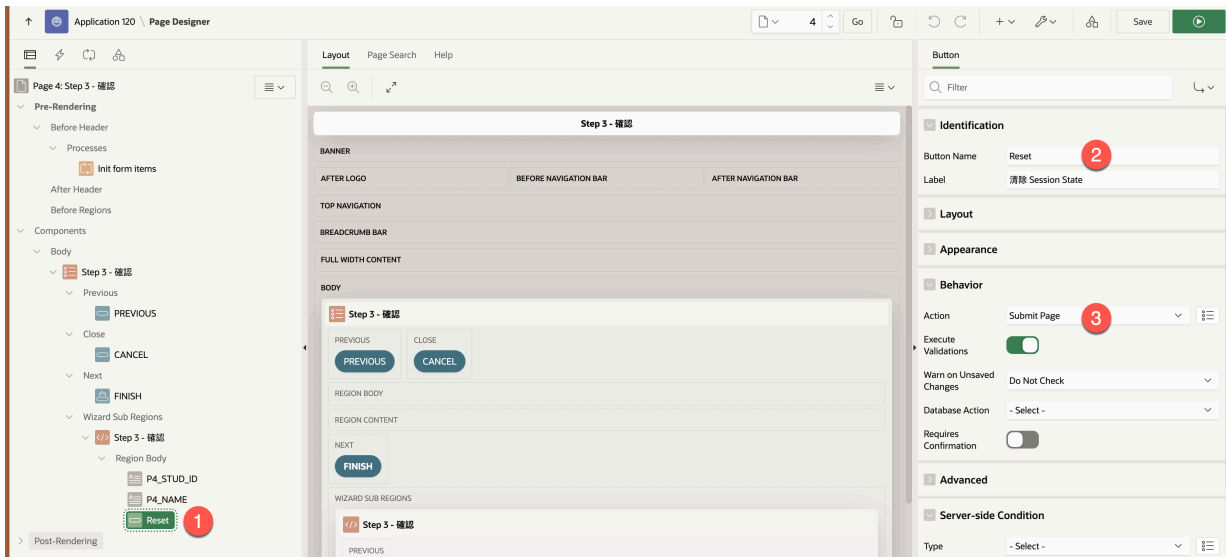 Application 120 \ Page Designer
4
Go
Save
Page 4: Step 3 - 確認
Pre-Rendering
Before Header
Processes
Init form items
After Header
Before Regions
Components
Body
Step 3 - 確認
Previous
PREVIOUS
Close
CANCEL
Next
FINISH
Wizard Sub Regions
Step 3 - 確認
Region Body
P4_STUD_ID
P4_NAME
Reset
1
Post-Rendering
Layout
Page Search
Help
Step 3 - 確認
BANNER
AFTER LOGO
BEFORE NAVIGATION BAR
AFTER NAVIGATION BAR
TOP NAVIGATION
BREADCRUMB BAR
FULL WIDTH CONTENT
BODY
Step 3 - 確認
PREVIOUS
CLOSE
PREVIOUS
CANCEL
REGION BODY
REGION CONTENT
NEXT
FINISH
WIZARD SUB REGIONS
Step 3 - 確認
PREVIOUS
Button
Filter
Identification
Button Name
Reset
2
Label
清除 Session State
Layout
Appearance
Behavior
Action
Submit Page
3
Execute
Validations
Warn on Unsaved
Changes
Do Not Check
Database Action
- Select -
Requires
Confirmation
Advanced
Server-side Condition
Type
- Select -